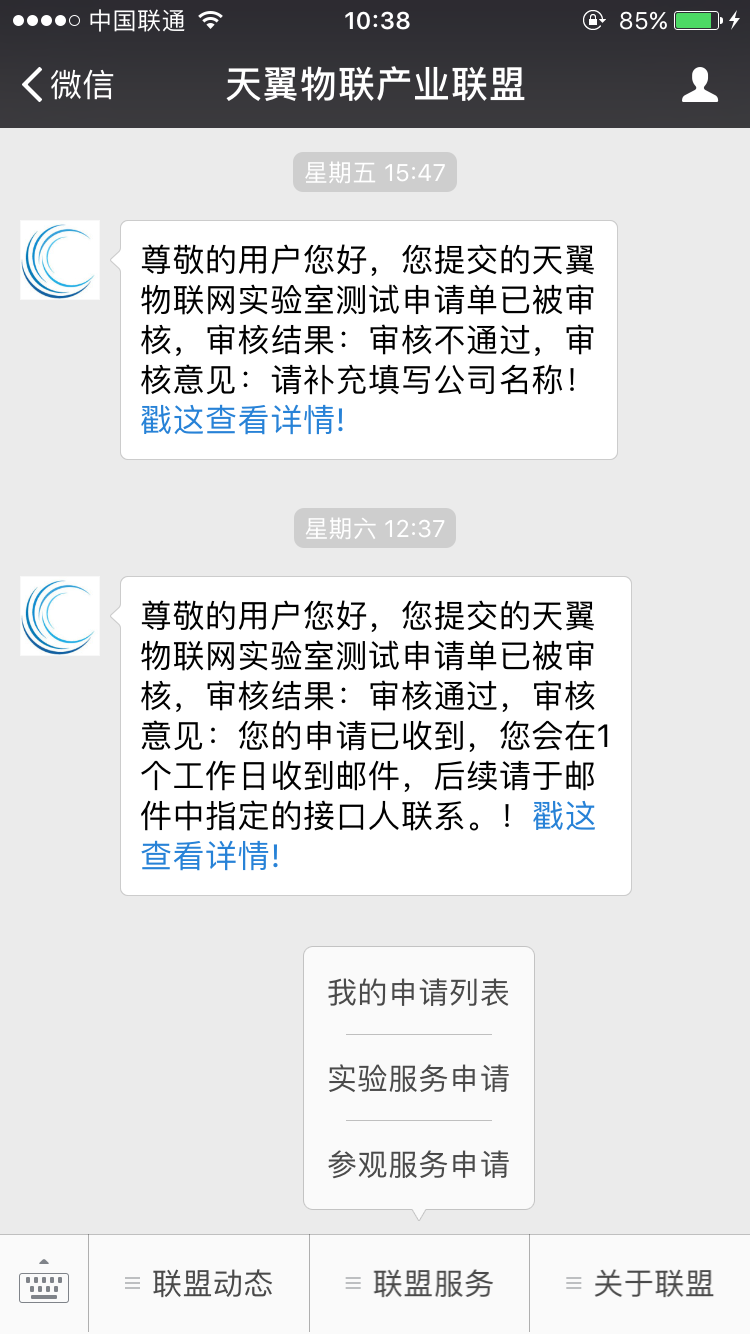 中国联通 10:38 85%
微信 天翼物联产业联盟
星期五 15:47
尊敬的用户您好，您提交的天翼
物联网实验室测试申请单已被审
核，审核结果：审核不通过，审
核意见：请补充填写公司名称！
戳这查看详情!
星期六 12:37
尊敬的用户您好，您提交的天翼
物联网实验室测试申请单已被审
核，审核结果：审核通过，审核
意见：您的申请已收到，您会在1
个工作日收到邮件，后续请于邮
件中指定的接口人联系。！戳这
查看详情!
我的申请列表
实验服务申请
参观服务申请
联盟动态 联盟服务 关于联盟